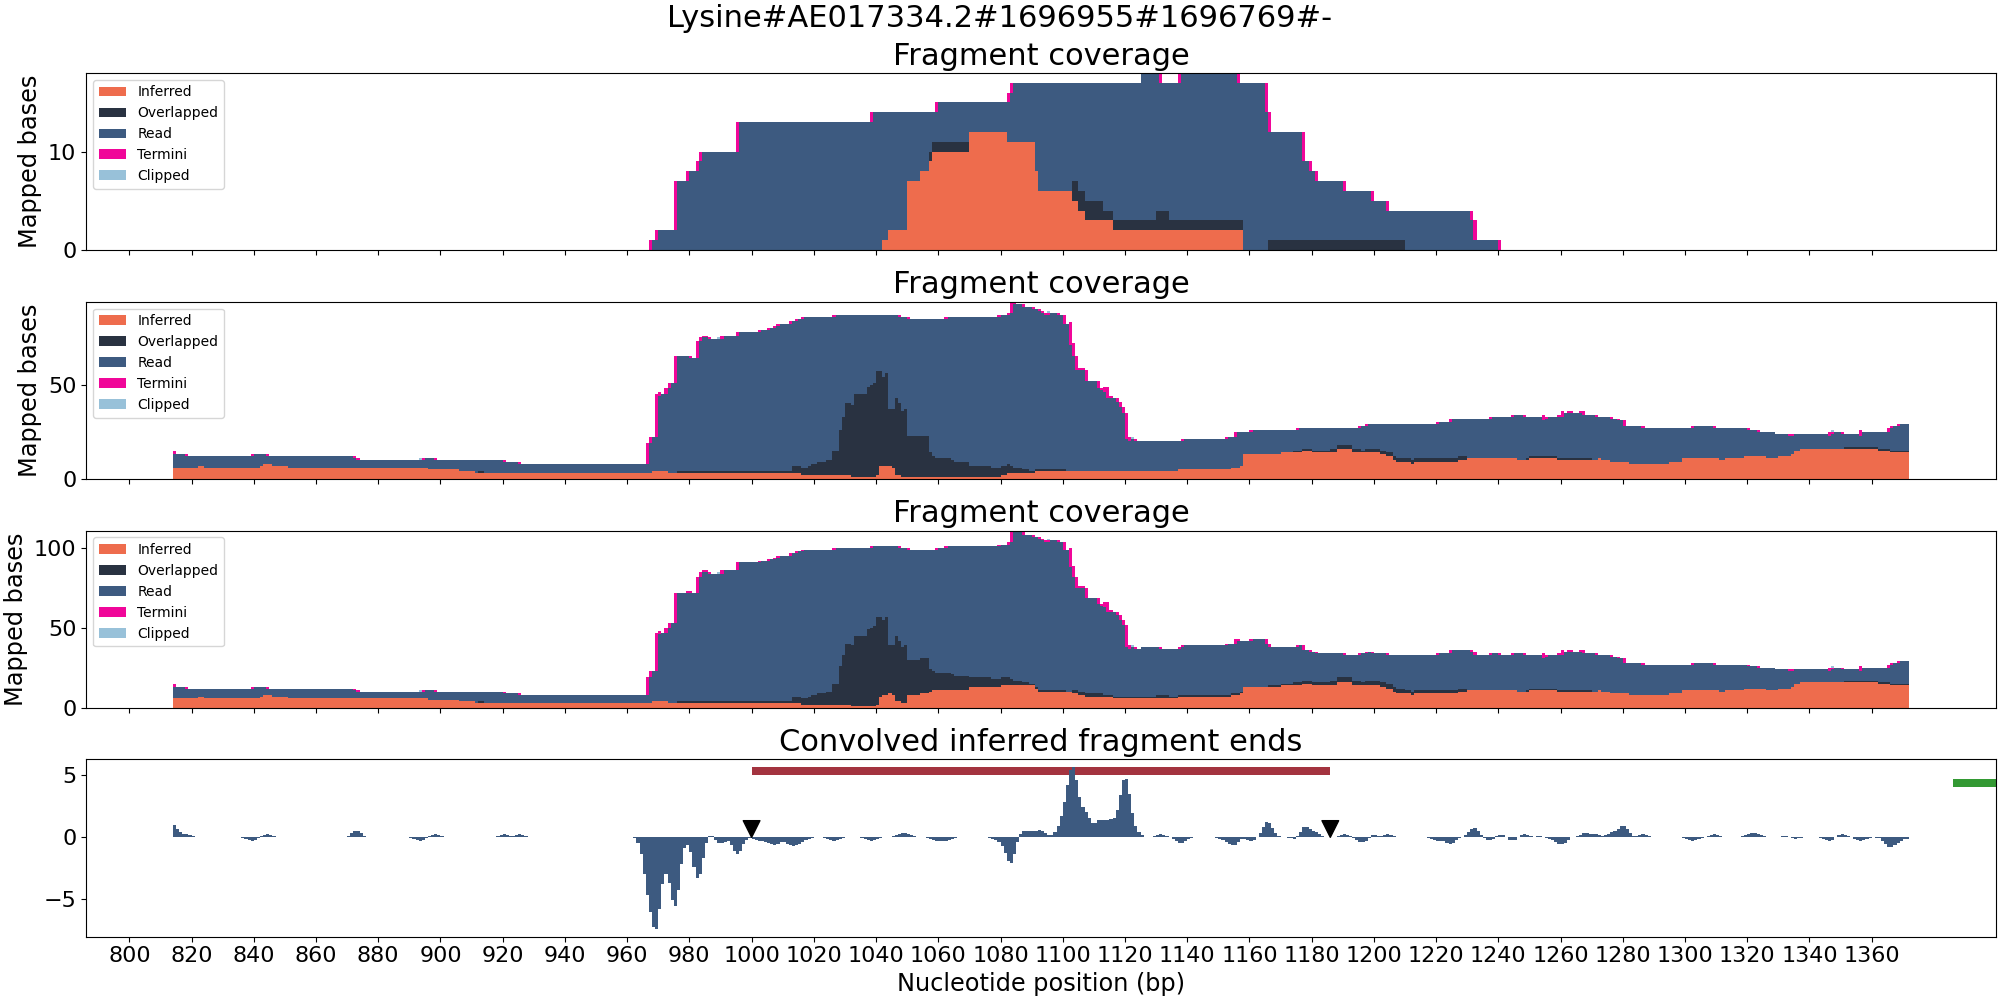 Lysine#AE017334.2#1696955#1696769#-
Fragment coverage
Mapped bases
10
0
Inferred
Overlapped
Read
Termini
Clipped
Fragment coverage
Mapped bases
50
0
Inferred
Overlapped
Read
Termini
Clipped
Fragment coverage
Mapped bases
100
50
0
Inferred
Overlapped
Read
Termini
Clipped
Convolved inferred fragment ends
5
0
−5
800 820 840 860 880 900 920 940 960 980 1000 1020 1040 1060 1080 1100 1120 1140 1160 1180 1200 1220 1240 1260 1280 1300 1320 1340 1360
Nucleotide position (bp)